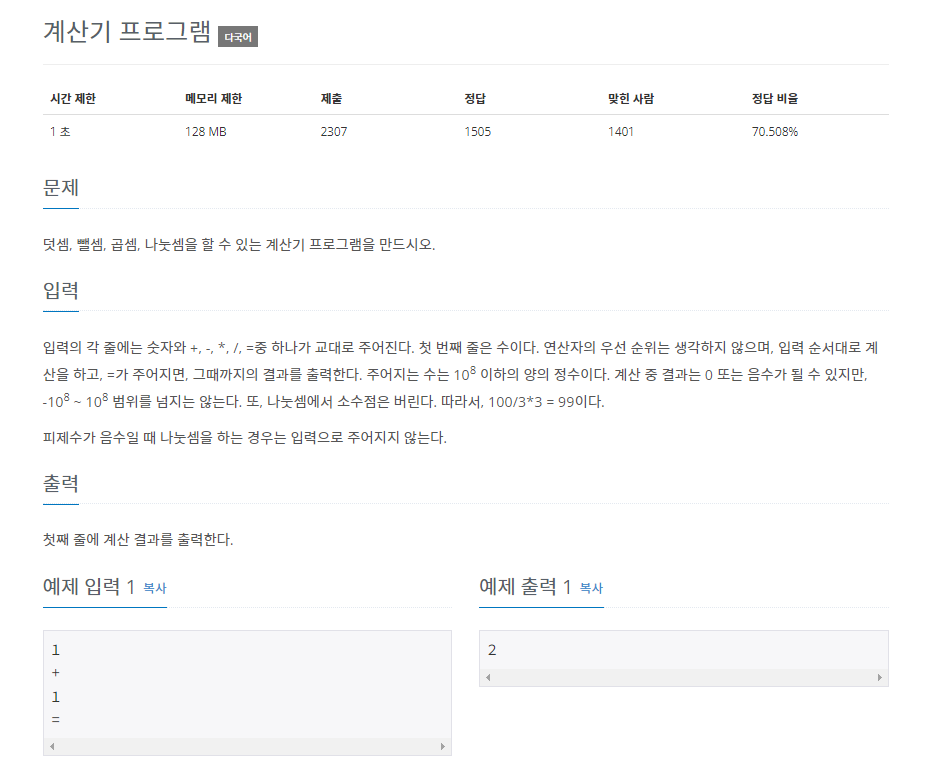 계산기 프로그램 다국어
시간 제한 메모리 제한 제출 정답 맞힌 사람 정답 비율
1 초 128 MB 2307 1505 1401 70.508%
문제
덧셈, 뺄셈, 곱셈, 나눗셈을 할 수 있는 계산기 프로그램을 만드시오.
입력
입력의 각 줄에는 숫자와 +, -, *, /, =중 하나가 교대로 주어진다. 첫 번째 줄은 수이다. 연산자의 우선 순위는 생각하지 않으며, 입력 순서대로 계
산을 하고, =가 주어지면, 그때까지의 결과를 출력한다. 주어지는 수는 10⁸ 이하의 양의 정수이다. 계산 중 결과는 0 또는 음수가 될 수 있지만,
-10⁸ ~ 10⁸ 범위를 넘지는 않는다. 또, 나눗셈에서 소수점은 버린다. 따라서, 100/3*3 = 99이다.
피제수가 음수일 때 나눗셈을 하는 경우는 입력으로 주어지지 않는다.
출력
첫째 줄에 계산 결과를 출력한다.
예제 입력 1 복사
1
+
1
=
예제 출력 1 복사
2